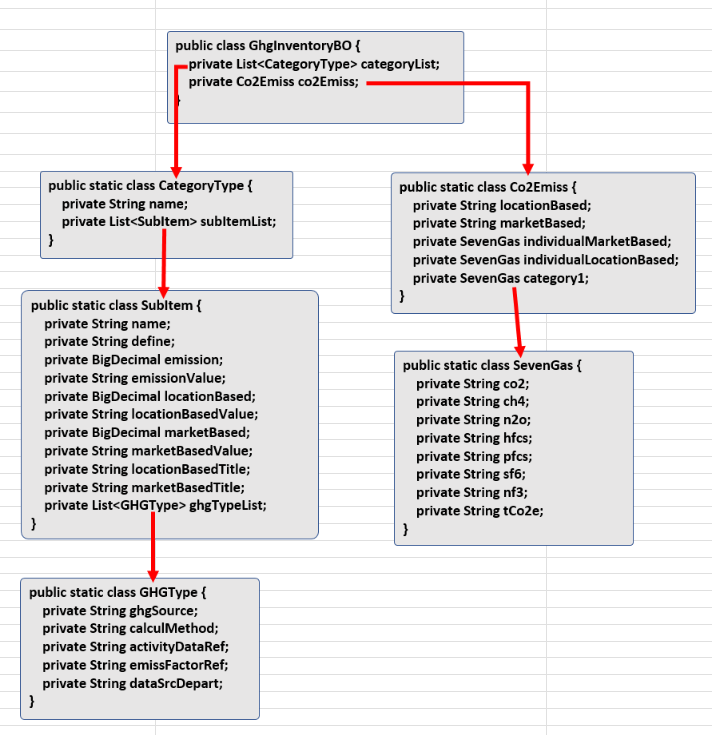 public class GhgInventoryBO {
private List<CategoryType> categoryList;
private Co2Emiss co2Emiss;
}
public static class CategoryType {
private String name;
private List<SubItem> subItemList;
}
public static class Co2Emiss {
private String locationBased;
private String marketBased;
private SevenGas individualMarketBased;
private SevenGas individualLocationBased;
private SevenGas category1;
}
public static class SubItem {
private String name;
private String define;
private BigDecimal emission;
private String emissionValue;
private BigDecimal locationBased;
private String locationBasedValue;
private BigDecimal marketBased;
private String marketBasedValue;
private String locationBasedTitle;
private String marketBasedTitle;
private List<GHGType> ghgTypeList;
}
public static class SevenGas {
private String co2;
private String ch4;
private String n2o;
private String hfcs;
private String pfcs;
private String sf6;
private String nf3;
private String tCo2e;
}
public static class GHGType {
private String ghgSource;
private String calculMethod;
private String activityDataRef;
private String emissFactorRef;
private String dataSrcDepart;
}